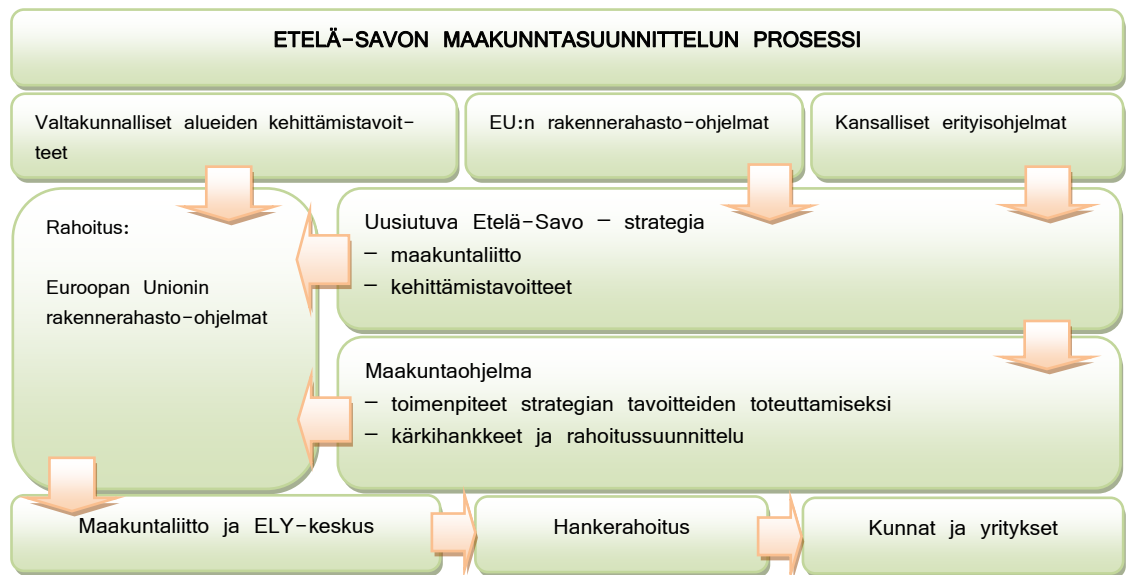 ETELÄ-SAVON MAAKUNNTASUUNNITTELUN PROSESSI
Valtakunnalliset alueiden kehittämistavoit-
teet
EU:n rakennerahasto-ohjelmat
Kansalliset erityisohjelmat
Rahoitus:
Euroopan Unionin
rakennerahasto-ohjelmat
Uusiutuva Etelä-Savo – strategia
– maakuntaliitto
– kehittämistavoitteet
Maakuntaohjelma
– toimenpiteet strategian tavoitteiden toteuttamiseksi
– kärkihankkeet ja rahoitussuunnittelu
Maakuntaliitto ja ELY-keskus
Hankerahoitus
Kunnat ja yritykset